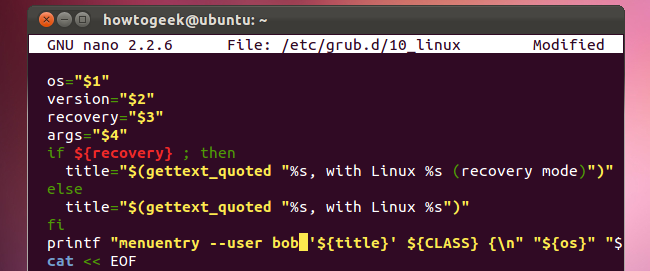 howtogeek@ubuntu: ~
GNU nano 2.2.6 File: /etc/grub.d/10_linux Modified
os="$1"
version="$2"
recovery="$3"
args="$4"
if ${recovery} ; then
title="$(gettext_quoted "%s, with Linux %s (recovery mode)")"
else
title="$(gettext_quoted "%s, with Linux %s")"
fi
printf "menuentry --user bob '${title}' ${CLASS} {\n" "${os}" "$
cat << EOF